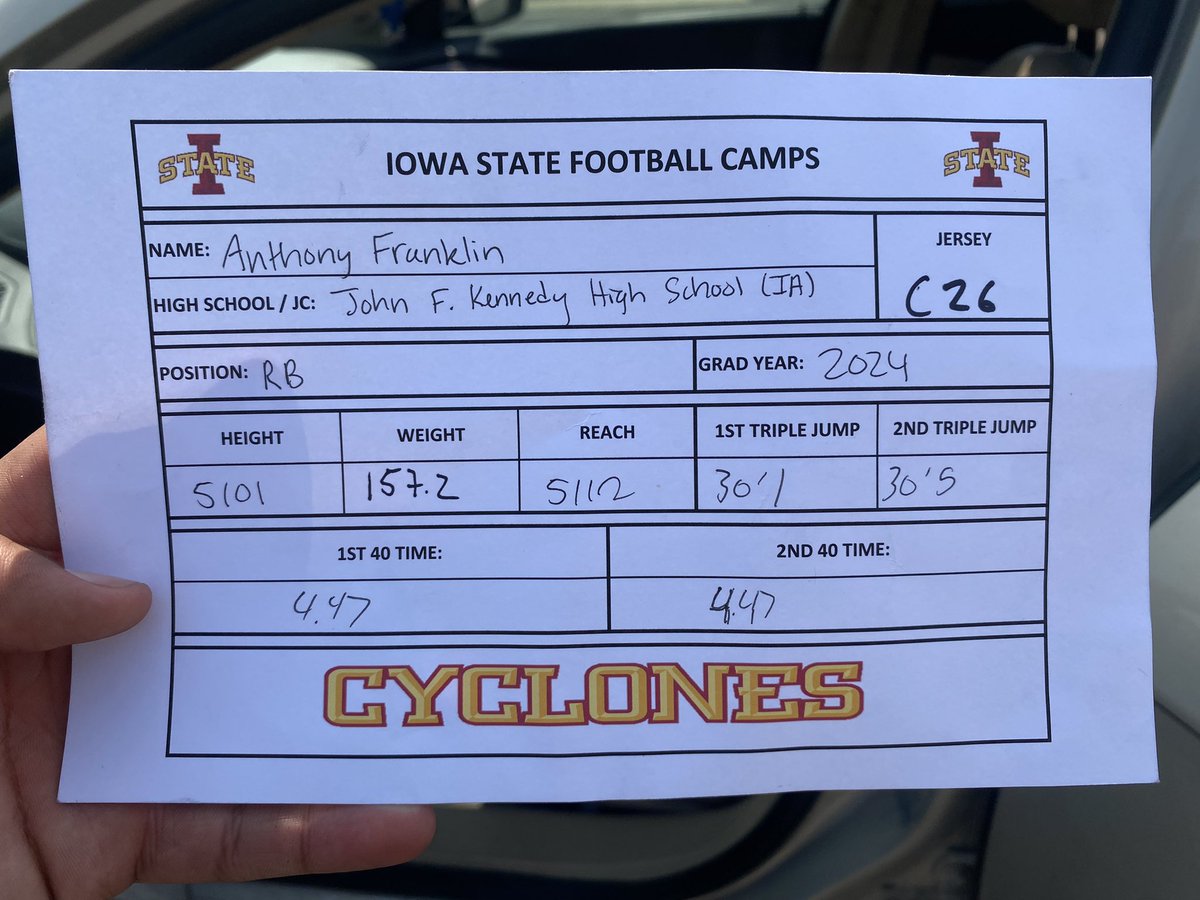 I STATE IOWA STATE FOOTBALL CAMPS I STATE
NAME: Anthony Franklin
JERSEY
HIGH SCHOOL / JC: John F. Kennedy High School (IA)
C26
POSITION: RB GRAD YEAR: 2024
HEIGHT WEIGHT REACH 1ST TRIPLE JUMP 2ND TRIPLE JUMP
5101 157.2 5112 30'1 30'5
1ST 40 TIME: 2ND 40 TIME:
4.47 4.47
CYCLONES